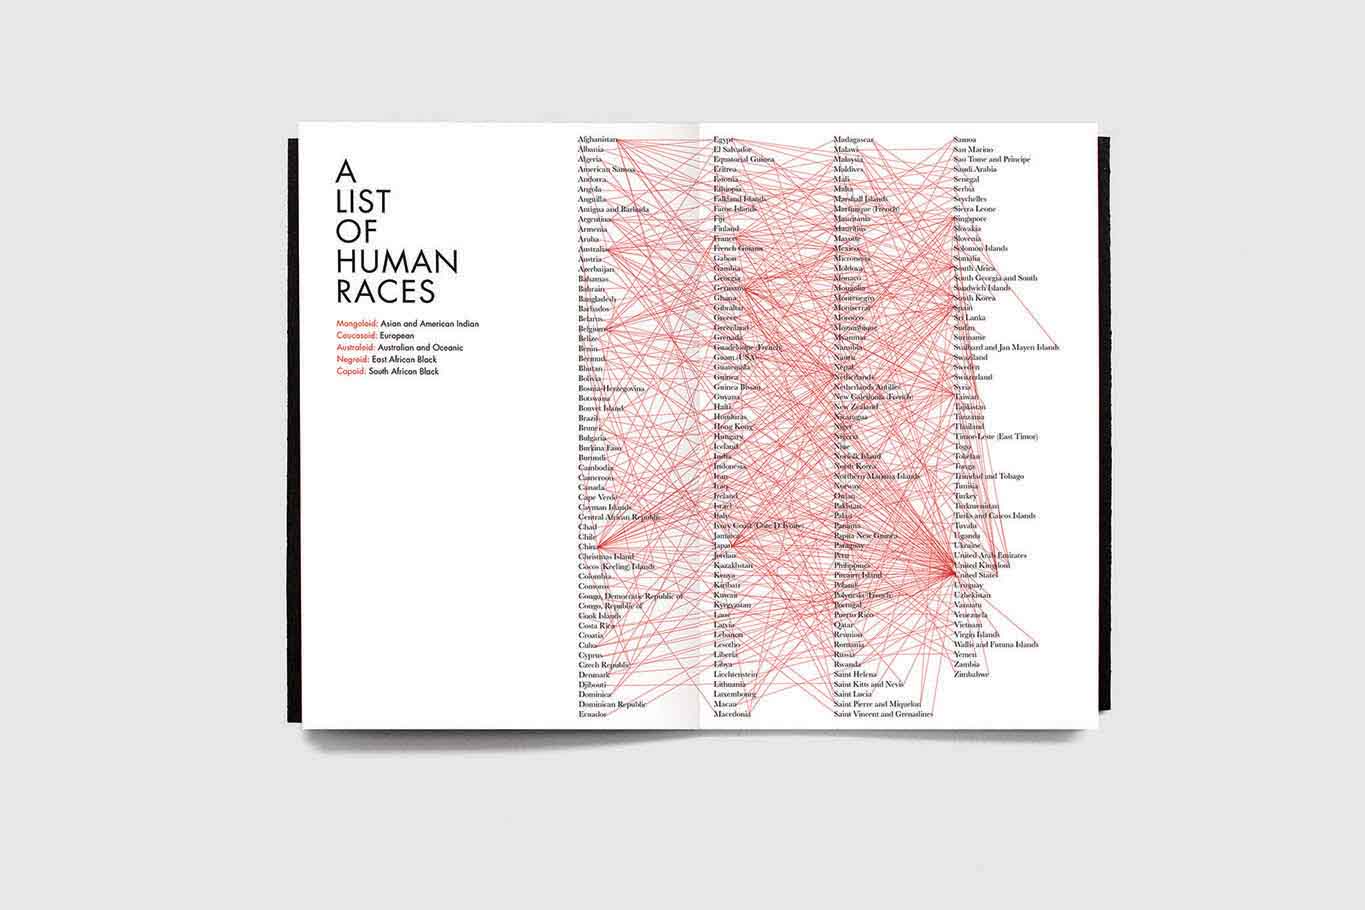 A
LIST
OF
HUMAN
RACES
Mongoloid: Asian and American Indian
Caucasoid: European
Australoid: Australian and Oceanic
Negroid: East African Black
Capoid: South African Black
Afghanistan
Albania
Algeria
American Samoa
Andorra
Angola
Anguilla
Antigua and Barbuda
Argentina
Armenia
Aruba
Australia
Austria
Azerbaijan
Bahamas
Bahrain
Bangladesh
Barbados
Belarus
Belgium
Belize
Benin
Bermuda
Bhutan
Bolivia
Bosnia-Herzegovina
Botswana
Bouvet Island
Brazil
Brunei
Bulgaria
Burkina Faso
Burundi
Cambodia
Cameroon
Canada
Cape Verde
Cayman Islands
Central African Republic
Chad
Chile
China
Christmas Island
Cocos (Keeling) Islands
Colombia
Comoros
Congo, Democratic Republic of
Congo, Republic of
Cook Islands
Costa Rica
Croatia
Cuba
Cyprus
Czech Republic
Denmark
Djibouti
Dominica
Dominican Republic
Ecuador
Egypt
El Salvador
Equatorial Guinea
Eritrea
Estonia
Ethiopia
Falkland Islands
Faroe Islands
Fiji
Finland
France
French Guiana
Gabon
Gambia
Georgia
Germany
Ghana
Gibraltar
Greece
Greenland
Grenada
Guadeloupe (French)
Guam (USA)
Guatemala
Guinea
Guinea Bissau
Guyana
Haiti
Honduras
Hong Kong
Hungary
Iceland
India
Indonesia
Iran
Iraq
Ireland
Israel
Italy
Ivory Coast (Cote D'Ivoire)
Jamaica
Japan
Jordan
Kazakhstan
Kenya
Kiribati
Kuwait
Kyrgyzstan
Laos
Latvia
Lebanon
Lesotho
Liberia
Libya
Liechtenstein
Lithuania
Luxembourg
Macau
Macedonia
Madagascar
Malawi
Malaysia
Maldives
Mali
Malta
Marshall Islands
Martinique (French)
Mauritania
Mauritius
Mayotte
Mexico
Micronesia
Moldova
Monaco
Mongolia
Montenegro
Montserrat
Morocco
Mozambique
Myanmar
Namibia
Nauru
Nepal
Netherlands
Netherlands Antilles
New Caledonia (French)
New Zealand
Nicaragua
Niger
Nigeria
Niue
Norfolk Island
North Korea
Northern Mariana Islands
Norway
Oman
Pakistan
Palau
Panama
Papua New Guinea
Paraguay
Peru
Philippines
Pitcairn Island
Poland
Polynesia (French)
Portugal
Puerto Rico
Qatar
Reunion
Romania
Russia
Rwanda
Saint Helena
Saint Kitts and Nevis
Saint Lucia
Saint Pierre and Miquelon
Saint Vincent and Grenadines
Samoa
San Marino
Sao Tome and Principe
Saudi Arabia
Senegal
Serbia
Seychelles
Sierra Leone
Singapore
Slovakia
Slovenia
Solomon Islands
Somalia
South Africa
South Georgia and South
Sandwich Islands
South Korea
Spain
Sri Lanka
Sudan
Suriname
Svalbard and Jan Mayen Islands
Swaziland
Sweden
Switzerland
Syria
Taiwan
Tajikistan
Tanzania
Thailand
Timor-Leste (East Timor)
Togo
Tokelau
Tonga
Trinidad and Tobago
Tunisia
Turkey
Turkmenistan
Turks and Caicos Islands
Tuvalu
Uganda
Ukraine
United Arab Emirates
United Kingdom
United States
Uruguay
Uzbekistan
Vanuatu
Venezuela
Vietnam
Virgin Islands
Wallis and Futuna Islands
Yemen
Zambia
Zimbabwe